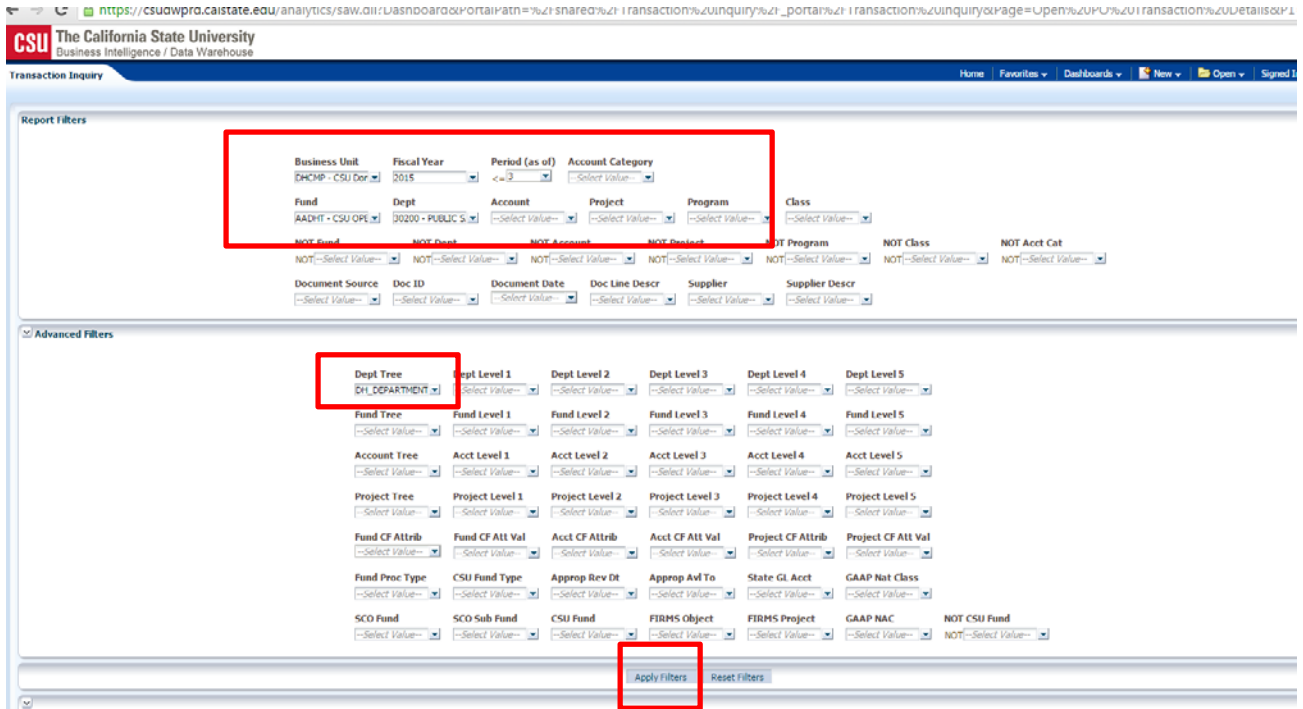 https://csudwprd.calstate.edu/analytics/saw.dll?Dashboard&PortalPath=%2Fshared%2FTransaction%20Inquiry%2F_portal%2FTransaction%20Inquiry&Page=Open%20PO%20Transaction%20Details&P1
CSU The California State University
Business Intelligence / Data Warehouse
Transaction Inquiry Home Favorites Dashboards New Open Signed I
Report Filters
Business Unit Fiscal Year Period (as of) Account Category
DHCMP - CSU Dor 2015 <= 3 --Select Value--
Fund Dept Account Project Program Class
AADHT - CSU OPE 30200 - PUBLIC S --Select Value-- --Select Value-- --Select Value-- --Select Value--
NOT Fund NOT Dept NOT Account NOT Project NOT Program NOT Class NOT Acct Cat
NOT --Select Value-- NOT --Select Value-- NOT --Select Value-- NOT --Select Value-- NOT --Select Value-- NOT --Select Value-- NOT --Select Value--
Document Source Doc ID Document Date Doc Line Descr Supplier Supplier Descr
--Select Value-- --Select Value-- --Select Value-- --Select Value-- --Select Value-- --Select Value--
Advanced Filters
Dept Tree Dept Level 1 Dept Level 2 Dept Level 3 Dept Level 4 Dept Level 5
DH_DEPARTMENT --Select Value-- --Select Value-- --Select Value-- --Select Value-- --Select Value--
Fund Tree Fund Level 1 Fund Level 2 Fund Level 3 Fund Level 4 Fund Level 5
--Select Value-- --Select Value-- --Select Value-- --Select Value-- --Select Value-- --Select Value--
Account Tree Acct Level 1 Acct Level 2 Acct Level 3 Acct Level 4 Acct Level 5
--Select Value-- --Select Value-- --Select Value-- --Select Value-- --Select Value-- --Select Value--
Project Tree Project Level 1 Project Level 2 Project Level 3 Project Level 4 Project Level 5
--Select Value-- --Select Value-- --Select Value-- --Select Value-- --Select Value-- --Select Value--
Fund CF Attrib Fund CF Att Val Acct CF Attrib Acct CF Att Val Project CF Attrib Project CF Att Val
--Select Value-- --Select Value-- --Select Value-- --Select Value-- --Select Value-- --Select Value--
Fund Proc Type CSU Fund Type Approp Rev Dt Approp Avl To State GL Acct GAAP Nat Class
--Select Value-- --Select Value-- --Select Value-- --Select Value-- --Select Value-- --Select Value--
SCO Fund SCO Sub Fund CSU Fund FIRMS Object FIRMS Project GAAP NAC NOT CSU Fund
--Select Value-- --Select Value-- --Select Value-- --Select Value-- --Select Value-- --Select Value-- NOT --Select Value--
Apply Filters Reset Filters